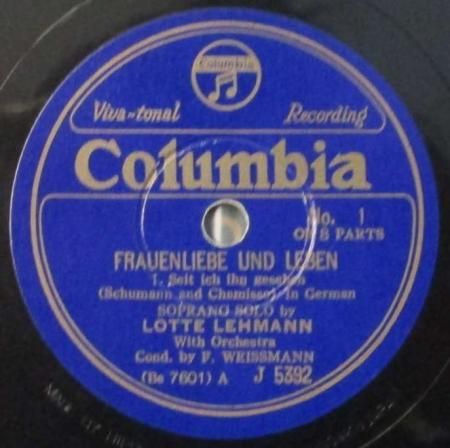 Columbia
Viva-tonal Recording
Columbia
No. 1
OF 8 PARTS
FRAUENLIEBE UND LEBEN
1. Seit ich ihn gesehen
(Schumann and Chamisso) in German
SOPRANO SOLO by
LOTTE LEHMANN
With Orchestra
Cond. by F. WEISSMANN
(Be 7601) A J 5392